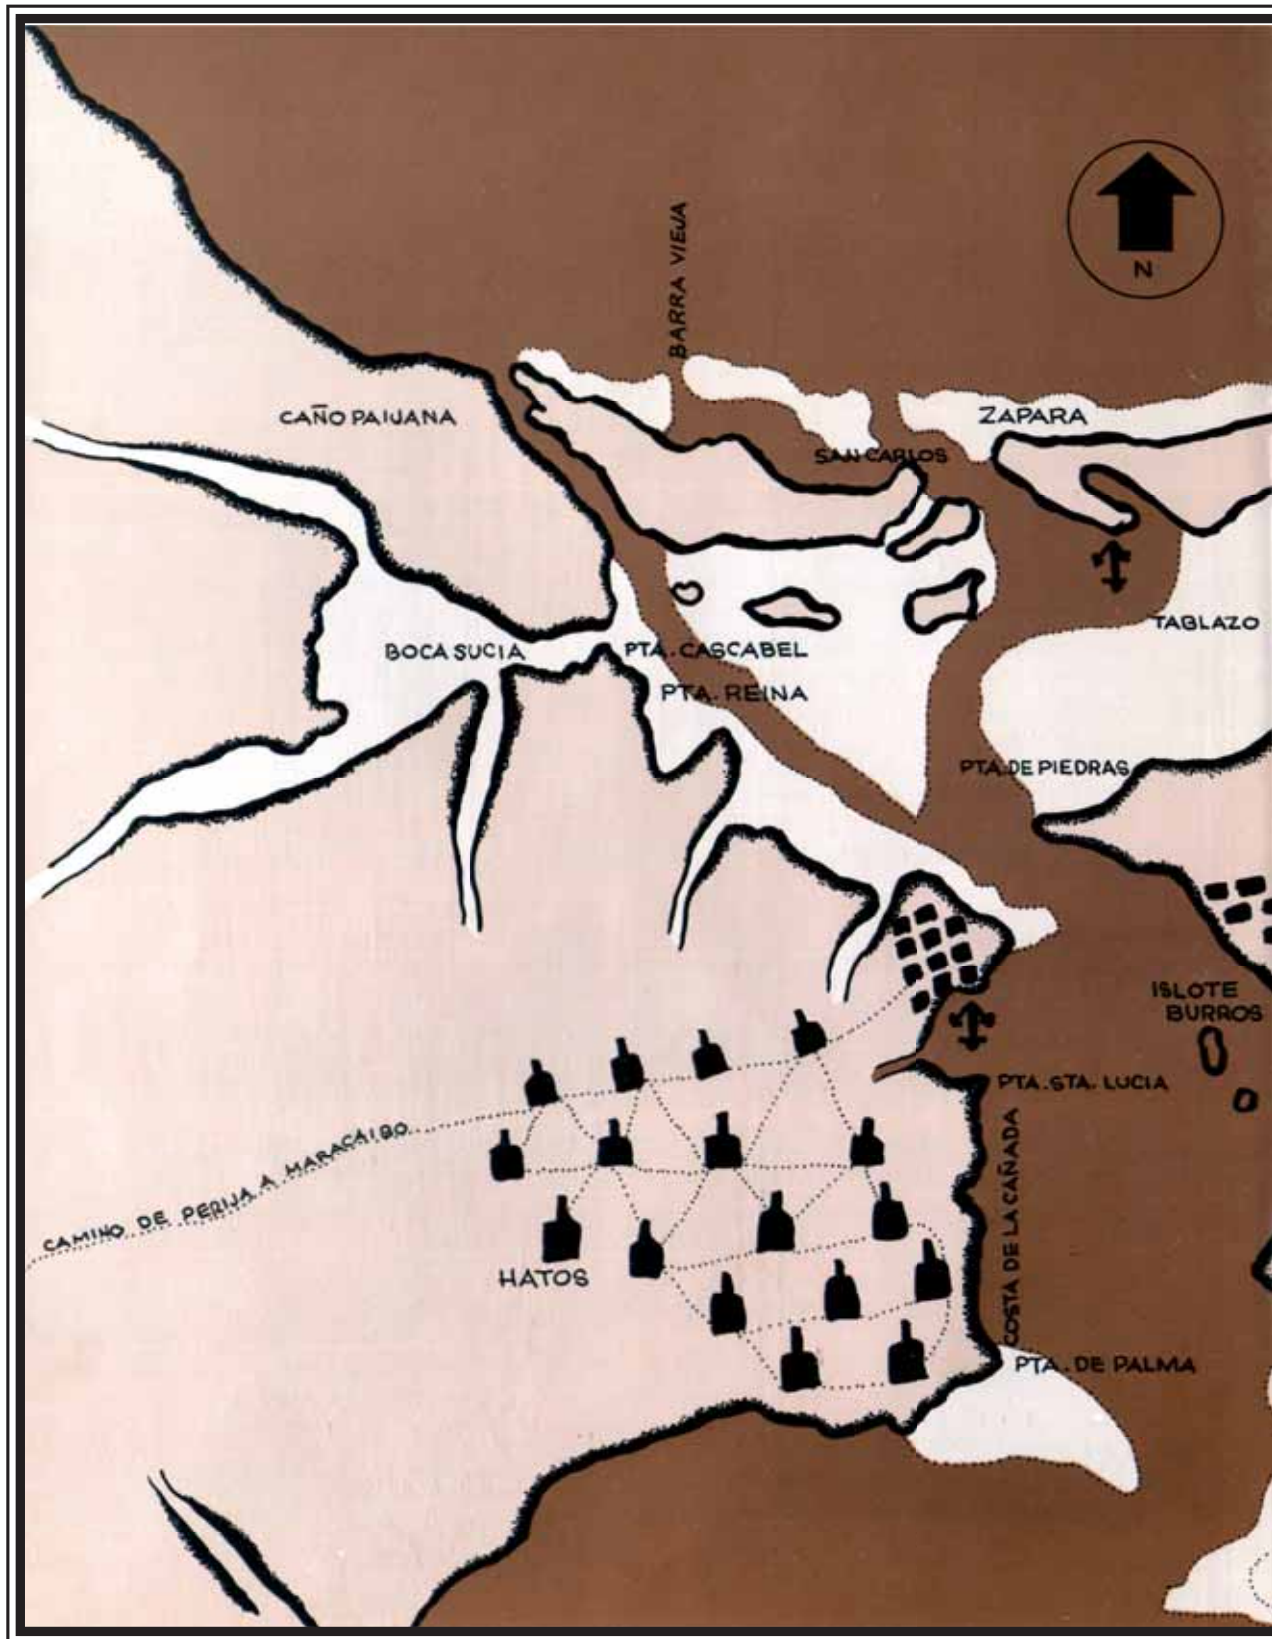 BARRA VIEJA
N
CAÑO PAIJANA
ZAPARA
SAN CARLOS
TABLAZO
BOCA SUCIA
PTA. CASCABEL
PTA. REINA
PTA. DE PIEDRAS
ISLOTE
BURROS
PTA. STA. LUCIA
COSTA DE LA CAÑADA
CAMINO DE PERIJA A MARACAIBO
HATOS
PTA. DE PALMA